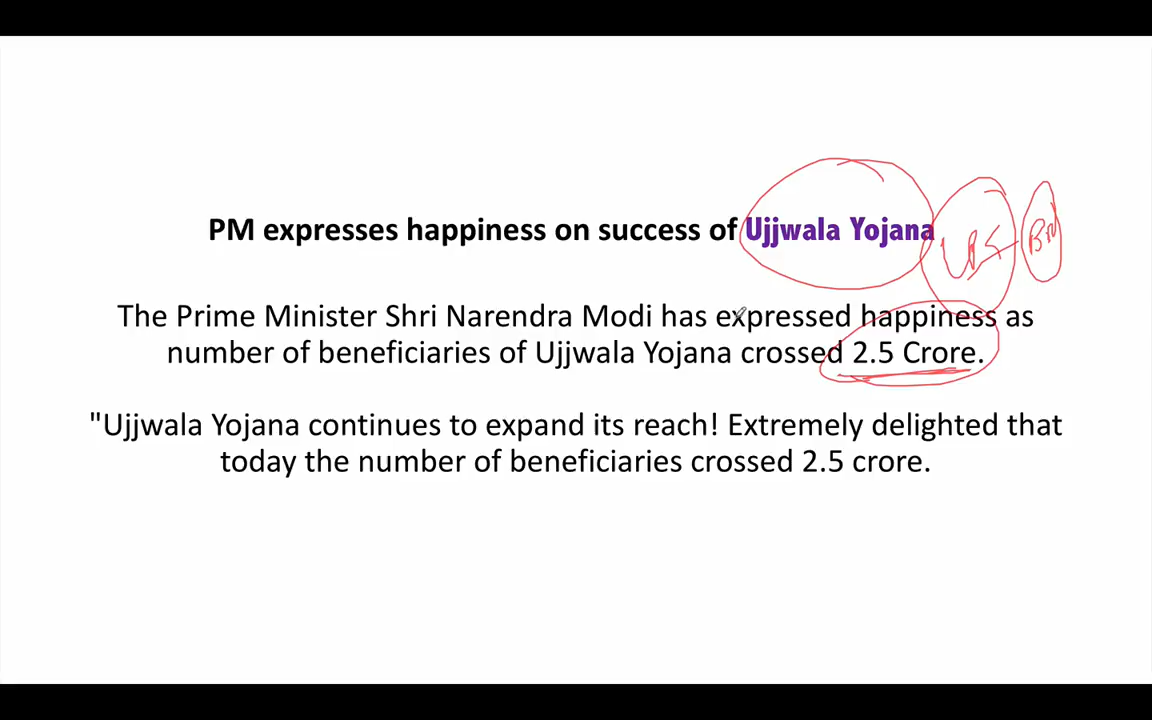 PM expresses happiness on success of Ujjwala Yojana
The Prime Minister Shri Narendra Modi has expressed happiness as
number of beneficiaries of Ujjwala Yojana crossed 2.5 Crore.
"Ujjwala Yojana continues to expand its reach! Extremely delighted that
today the number of beneficiaries crossed 2.5 crore.